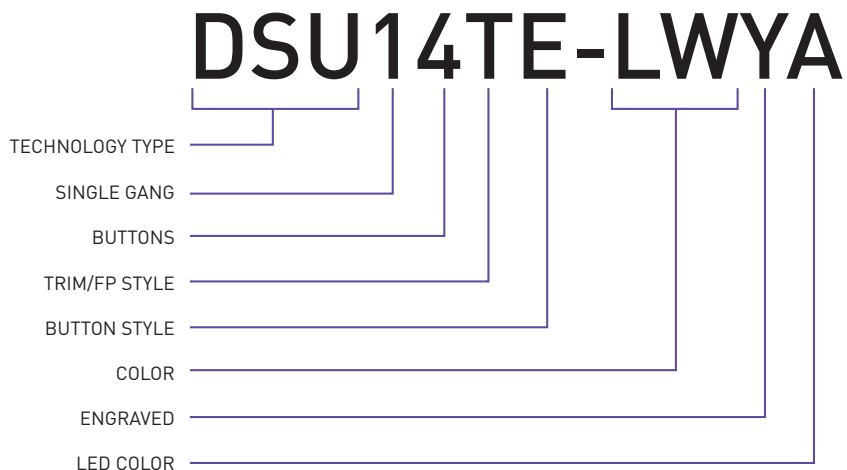 DSU14TE-LWYA
TECHNOLOGY TYPE
SINGLE GANG
BUTTONS
TRIM/FP STYLE
BUTTON STYLE
COLOR
ENGRAVED
LED COLOR